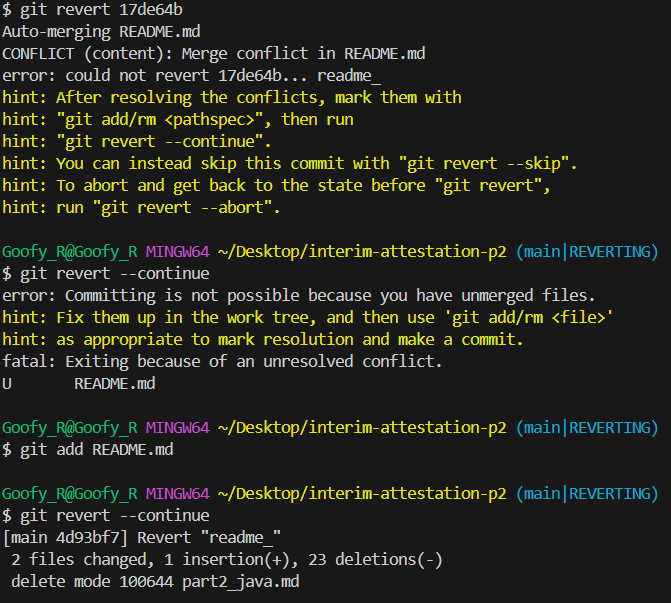 $ git revert 17de64b
Auto-merging README.md
CONFLICT (content): Merge conflict in README.md
error: could not revert 17de64b... readme_
hint: After resolving the conflicts, mark them with
hint: "git add/rm <pathspec>", then run
hint: "git revert --continue".
hint: You can instead skip this commit with "git revert --skip".
hint: To abort and get back to the state before "git revert",
hint: run "git revert --abort".
Goofy_R@Goofy_R MINGW64 ~/Desktop/interim-attestation-p2 (main|REVERTING)
$ git revert --continue
error: Committing is not possible because you have unmerged files.
hint: Fix them up in the work tree, and then use 'git add/rm <file>'
hint: as appropriate to mark resolution and make a commit.
fatal: Exiting because of an unresolved conflict.
U       README.md
Goofy_R@Goofy_R MINGW64 ~/Desktop/interim-attestation-p2 (main|REVERTING)
$ git add README.md
Goofy_R@Goofy_R MINGW64 ~/Desktop/interim-attestation-p2 (main|REVERTING)
$ git revert --continue
[main 4d93bf7] Revert "readme_"
 2 files changed, 1 insertion(+), 23 deletions(-)
 delete mode 100644 part2_java.md